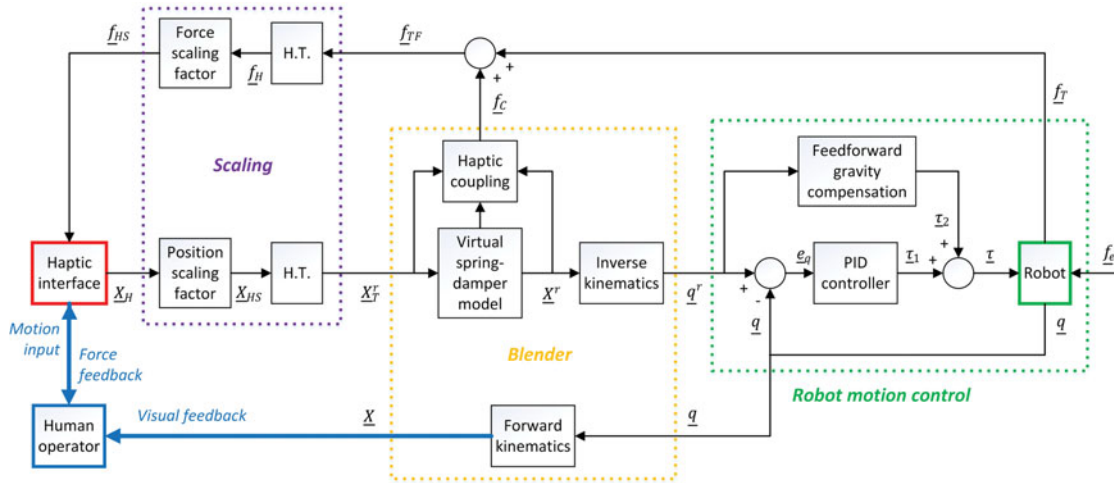 f_HS
Force
scaling
factor
f_H
H.T.
f_TF
+
+
f_C
f_T
Scaling
Haptic
coupling
Feedforward
gravity
compensation
τ_2
Haptic
interface
X_H
Position
scaling
factor
X_HS
H.T.
X_T^r
Virtual
spring-
damper
model
X^r
Inverse
kinematics
q^r
+
-
e_q
PID
controller
τ_1
+
+
τ
Robot
f_e
q
q
Motion
input
Force
feedback
Blender
Robot motion control
Human
operator
Visual feedback
X
Forward
kinematics
q